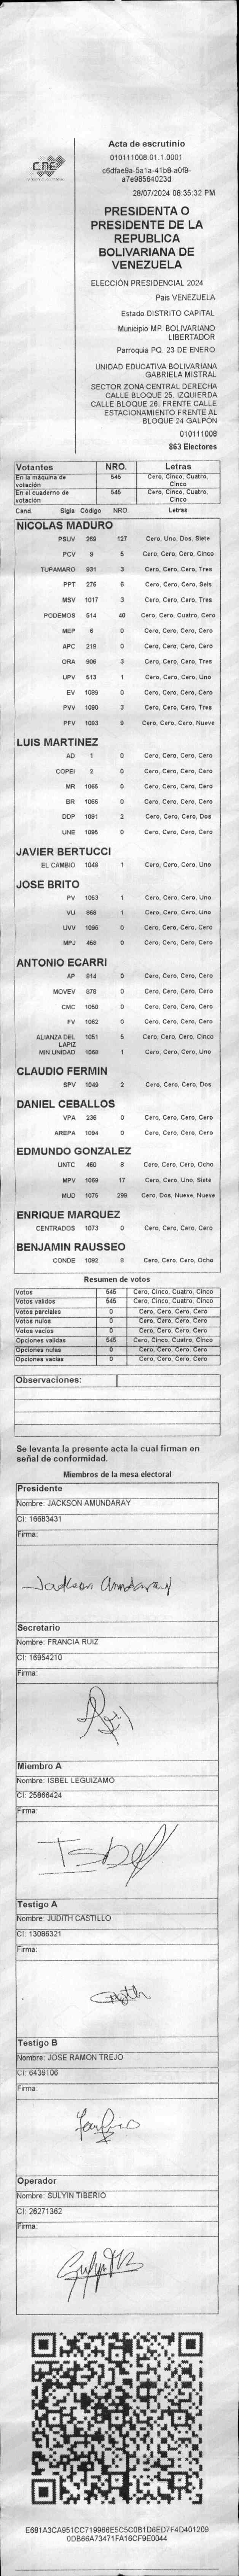 CNE
Acta de escrutinio
010111008.01.1.0001
c6dfae9a-5a1a-41b8-a0f9-
a7e98564023d
28/07/2024 08:35:32 PM
PRESIDENTA O
PRESIDENTE DE LA
REPUBLICA
BOLIVARIANA DE
VENEZUELA
ELECCIÓN PRESIDENCIAL 2024
Pais VENEZUELA
Estado DISTRITO CAPITAL
Municipio MP. BOLIVARIANO
LIBERTADOR
Parroquia PQ. 23 DE ENERO
UNIDAD EDUCATIVA BOLIVARIANA
GABRIELA MISTRAL
SECTOR ZONA CENTRAL DERECHA
CALLE BLOQUE 25. IZQUIERDA
CALLE BLOQUE 26. FRENTE CALLE
ESTACIONAMIENTO FRENTE AL
BLOQUE 24 GALPÓN
010111008
863 Electores
Votantes NRO. Letras
En la máquina de votación 545 Cero, Cinco, Cuatro, Cinco
En el cuaderno de votación 545 Cero, Cinco, Cuatro, Cinco
Cand. Sigla Código NRO. Letras
NICOLAS MADURO
PSUV 269 127 Cero, Uno, Dos, Siete
PCV 9 5 Cero, Cero, Cero, Cinco
TUPAMARO 931 3 Cero, Cero, Cero, Tres
PPT 276 6 Cero, Cero, Cero, Seis
MSV 1017 3 Cero, Cero, Cero, Tres
PODEMOS 514 40 Cero, Cero, Cuatro, Cero
MEP 6 0 Cero, Cero, Cero, Cero
APC 219 0 Cero, Cero, Cero, Cero
ORA 906 3 Cero, Cero, Cero, Tres
UPV 613 1 Cero, Cero, Cero, Uno
EV 1089 0 Cero, Cero, Cero, Cero
PVV 1090 3 Cero, Cero, Cero, Tres
PFV 1093 9 Cero, Cero, Cero, Nueve
LUIS MARTINEZ
AD 1 0 Cero, Cero, Cero, Cero
COPEI 2 0 Cero, Cero, Cero, Cero
MR 1065 0 Cero, Cero, Cero, Cero
BR 1066 0 Cero, Cero, Cero, Cero
DDP 1091 2 Cero, Cero, Cero, Dos
UNE 1095 0 Cero, Cero, Cero, Cero
JAVIER BERTUCCI
EL CAMBIO 1048 1 Cero, Cero, Cero, Uno
JOSE BRITO
PV 1053 1 Cero, Cero, Cero, Uno
VU 868 1 Cero, Cero, Cero, Uno
UVV 1096 0 Cero, Cero, Cero, Cero
MPJ 458 0 Cero, Cero, Cero, Cero
ANTONIO ECARRI
AP 814 0 Cero, Cero, Cero, Cero
MOVEV 878 0 Cero, Cero, Cero, Cero
CMC 1050 0 Cero, Cero, Cero, Cero
FV 1062 0 Cero, Cero, Cero, Cero
ALIANZA DEL LAPIZ 1051 5 Cero, Cero, Cero, Cinco
MIN UNIDAD 1068 1 Cero, Cero, Cero, Uno
CLAUDIO FERMIN
SPV 1049 2 Cero, Cero, Cero, Dos
DANIEL CEBALLOS
VPA 236 0 Cero, Cero, Cero, Cero
AREPA 1094 0 Cero, Cero, Cero, Cero
EDMUNDO GONZALEZ
UNTC 460 8 Cero, Cero, Cero, Ocho
MPV 1069 17 Cero, Cero, Uno, Siete
MUD 1076 299 Cero, Dos, Nueve, Nueve
ENRIQUE MARQUEZ
CENTRADOS 1073 0 Cero, Cero, Cero, Cero
BENJAMIN RAUSSEO
CONDE 1092 8 Cero, Cero, Cero, Ocho
Resumen de votos
Votos 545 Cero, Cinco, Cuatro, Cinco
Votos validos 545 Cero, Cinco, Cuatro, Cinco
Votos parciales 0 Cero, Cero, Cero, Cero
Votos nulos 0 Cero, Cero, Cero, Cero
Votos vacios 0 Cero, Cero, Cero, Cero
Opciones validas 545 Cero, Cinco, Cuatro, Cinco
Opciones nulas 0 Cero, Cero, Cero, Cero
Opciones vacias 0 Cero, Cero, Cero, Cero
Observaciones:
Se levanta la presente acta la cual firman en
señal de conformidad.
Miembros de la mesa electoral
Presidente
Nombre: JACKSON AMUNDARAY
CI: 16683431
Firma:
Jackson Amundaray
Secretario
Nombre: FRANCIA RUIZ
CI: 16954210
Firma:
Miembro A
Nombre: ISBEL LEGUIZAMO
CI: 25866424
Firma:
Isbel
Testigo A
Nombre: JUDITH CASTILLO
CI: 13086321
Firma:
Testigo B
Nombre: JOSE RAMON TREJO
CI: 6439106
Firma:
Operador
Nombre: SULYIN TIBERIO
CI: 26271362
Firma:
E681A3CA951CC719966E5C5C0B1D6ED7F4D401209
0DB66A73471FA16CF9E0044